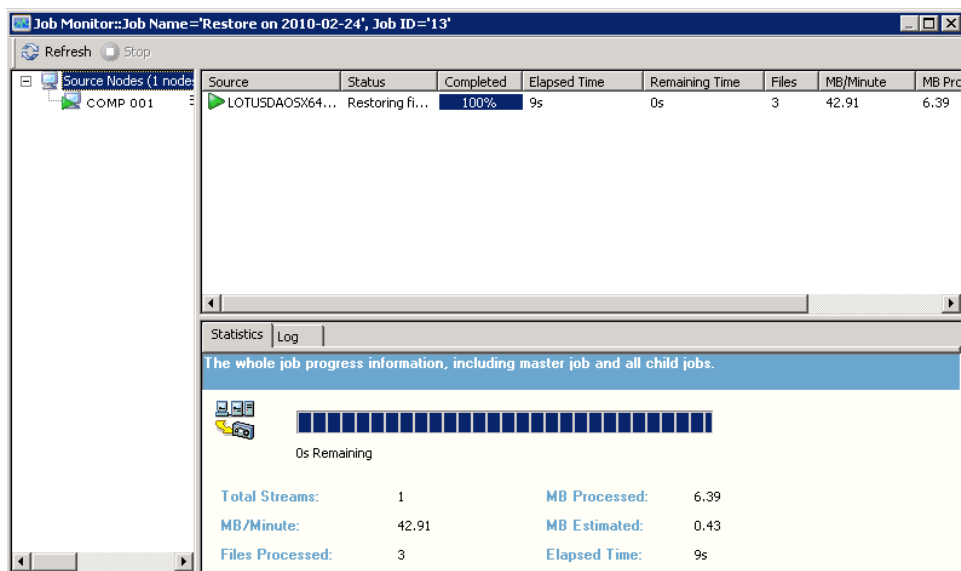 Job Monitor::Job Name='Restore on 2010-02-24', Job ID='13'
Refresh Stop
Source Nodes (1 node
COMP 001
Source Status Completed Elapsed Time Remaining Time Files MB/Minute MB Pro
LOTUSDAOSX64... Restoring fi... 100% 9s 0s 3 42.91 6.39
Statistics Log
The whole job progress information, including master job and all child jobs.
0s Remaining
Total Streams: 1 MB Processed: 6.39
MB/Minute: 42.91 MB Estimated: 0.43
Files Processed: 3 Elapsed Time: 9s